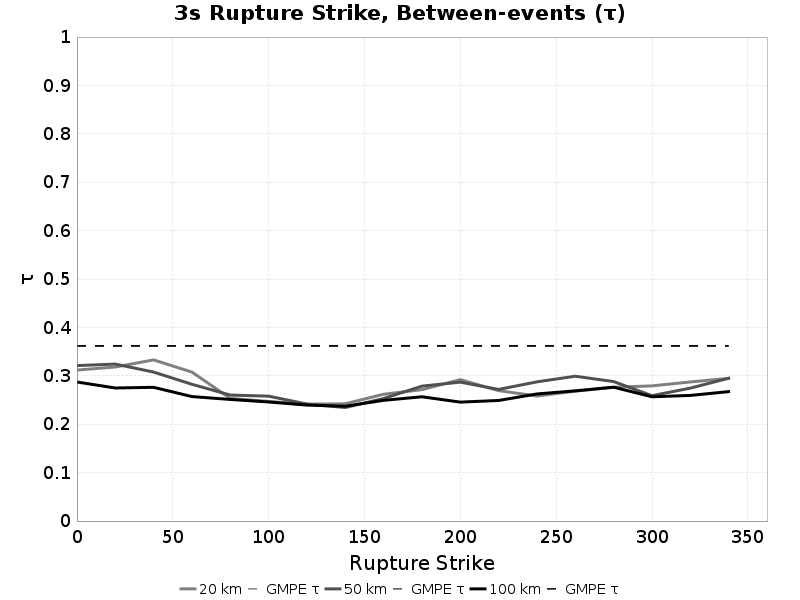 3s Rupture Strike, Between-events (τ)
1
0.9
0.8
0.7
0.6
0.5
0.4
0.3
0.2
0.1
0
τ
0 50 100 150 200 250 300 350
Rupture Strike
20 km GMPE τ 50 km GMPE τ 100 km GMPE τ